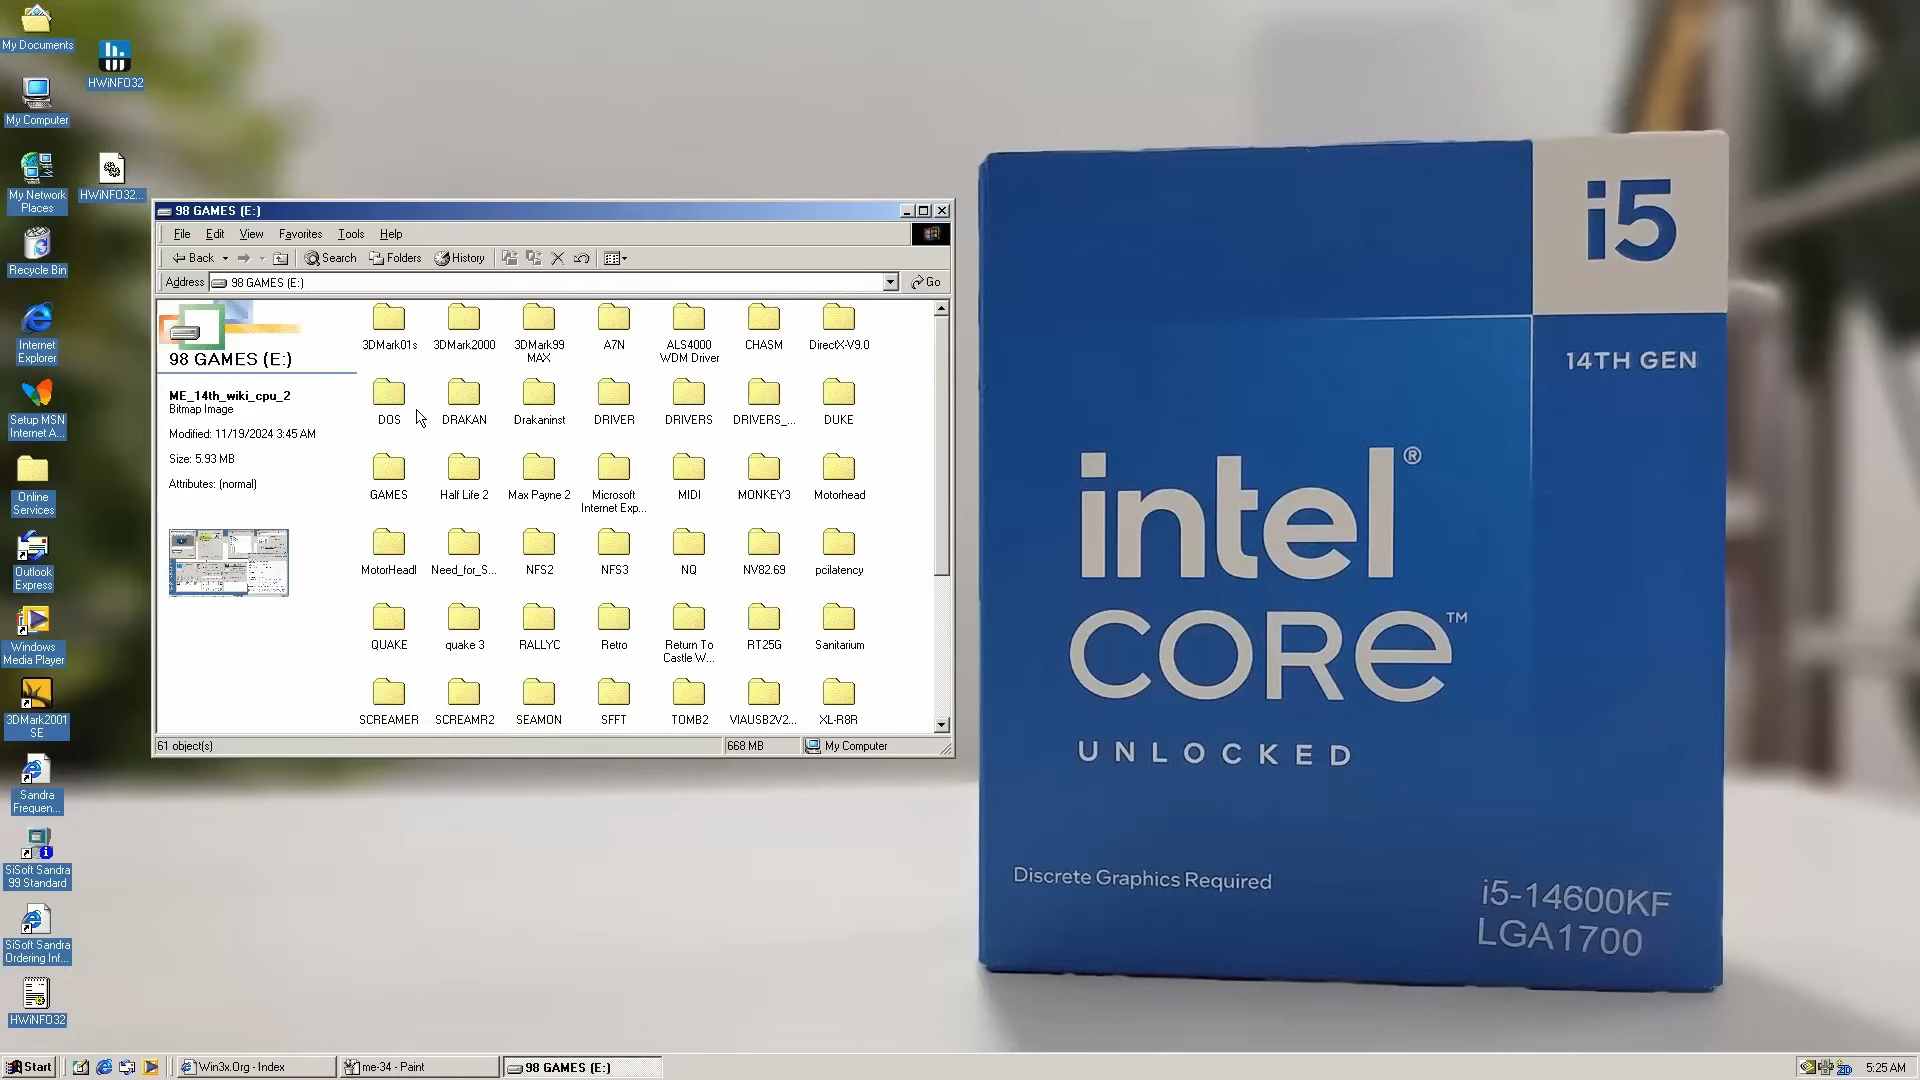 My Documents
HWiNFO32
My Computer
My Network
Places
HWiNFO32...
Recycle Bin
Internet
Explorer
Setup MSN
Internet A...
Online
Services
Outlook
Express
Windows
Media Player
3DMark2001
SE
Sandra
Frequen...
SiSoft Sandra
99 Standard
SiSoft Sandra
Ordering Inf...
HWiNFO32
98 GAMES (E:)
File Edit View Favorites Tools Help
Back Search Folders History
Address 98 GAMES (E:) Go
98 GAMES (E:)
ME_14th_wiki_cpu_2
Bitmap Image
Modified: 11/19/2024 3:45 AM
Size: 5.93 MB
Attributes: (normal)
3DMark01s 3DMark2000 3DMark99 MAX A7N ALS4000 WDM Driver CHASM DirectX-V9.0
DOS DRAKAN Drakaninst DRIVER DRIVERS DRIVERS_... DUKE
GAMES Half Life 2 Max Payne 2 Microsoft Internet Exp... MIDI MONKEY3 Motorhead
MotorHeadI Need_for_S... NFS2 NFS3 NQ NV82.69 pcilatency
QUAKE quake 3 RALLYC Retro Return To Castle W... RT25G Sanitarium
SCREAMER SCREAMR2 SEAMON SFFT TOMB2 VIAUSB2V2... XL-R8R
61 object(s) 668 MB My Computer
i5
14TH GEN
intel®
CORE™
UNLOCKED
Discrete Graphics Required
i5-14600KF
LGA1700
Start Win3x.Org - Index me-34 - Paint 98 GAMES (E:) 5:25 AM